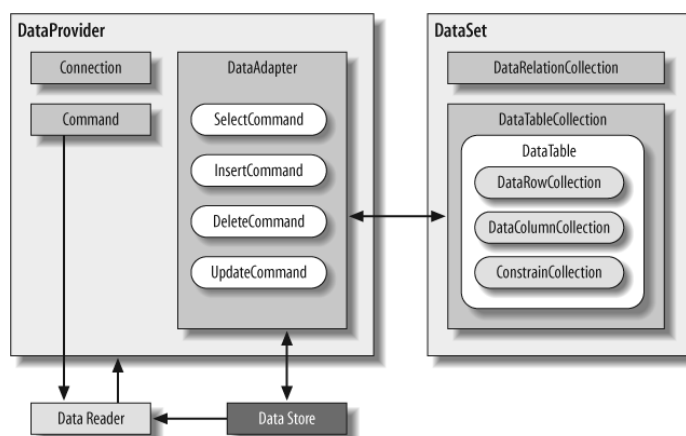 DataProvider
Connection
Command
DataAdapter
SelectCommand
InsertCommand
DeleteCommand
UpdateCommand
Data Reader
Data Store
DataSet
DataRelationCollection
DataTableCollection
DataTable
DataRowCollection
DataColumnCollection
ConstrainCollection